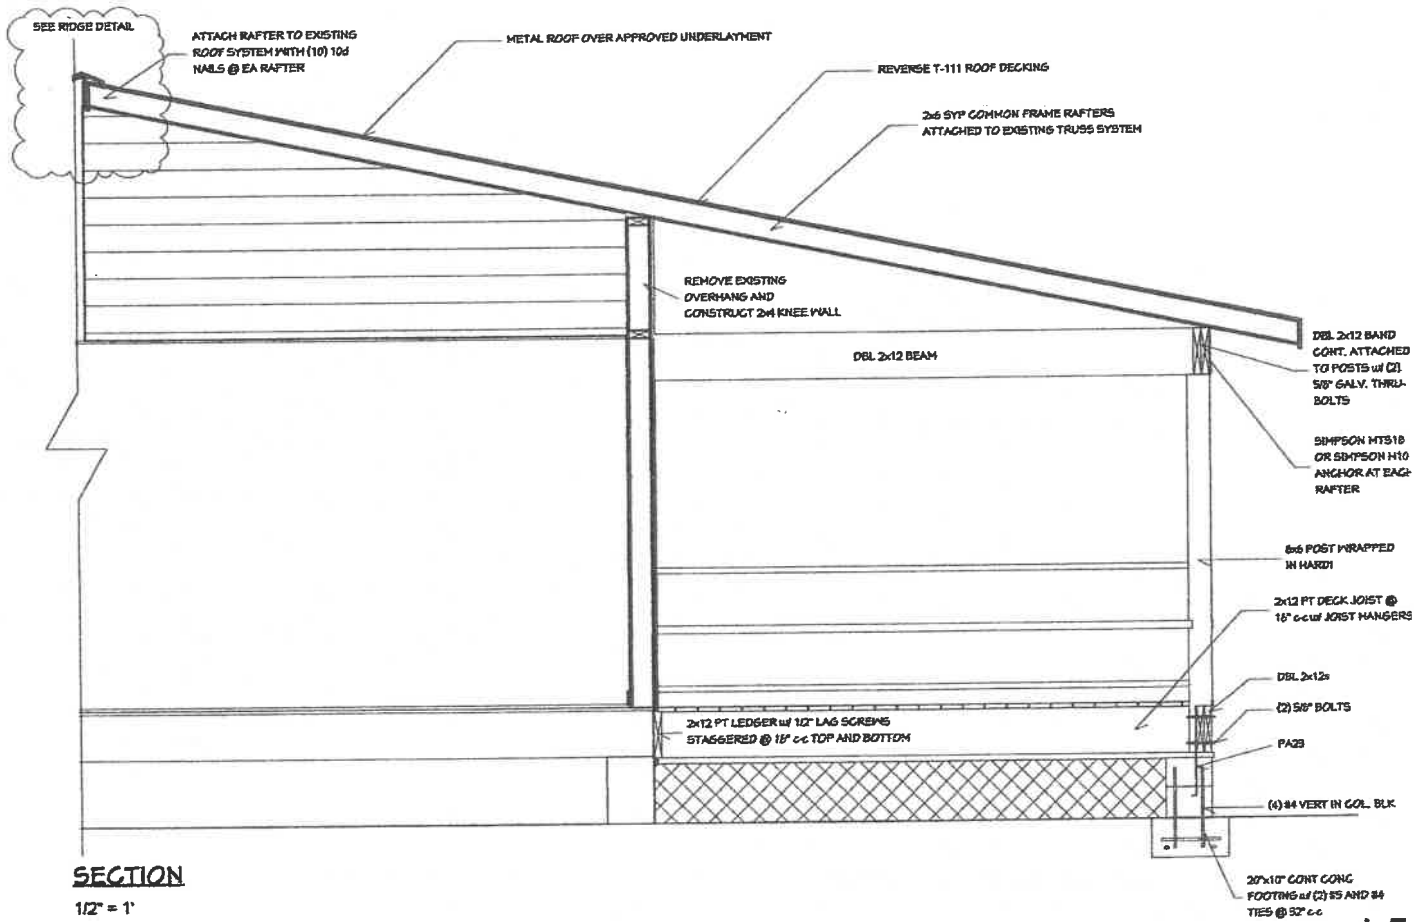 SEE RIDGE DETAIL
ATTACH RAFTER TO EXISTING
ROOF SYSTEM WITH (10) 10d
NAILS @ EA RAFTER
METAL ROOF OVER APPROVED UNDERLAYMENT
REVERSE T-111 ROOF DECKING
2x6 SYP COMMON FRAME RAFTERS
ATTACHED TO EXISTING TRUSS SYSTEM
REMOVE EXISTING
OVERHANG AND
CONSTRUCT 2x4 KNEE WALL
DBL 2x12 BEAM
DBL 2x12 BAND
CONT. ATTACHED
TO POSTS w/ (2)
5/8" GALV. THRU-
BOLTS
SIMPSON MTS18
OR SIMPSON H10
ANCHOR AT EACH
RAFTER
POST WRAPPED
IN HARDI
2x12 PT DECK JOIST @
16" c-c w/ JOIST HANGERS
DBL 2x12s
(2) 5/8" BOLTS
PA23
(4) #4 VERT IN COL. BLK
2x12 PT LEDGER w/ 1/2" LAG SCREWS
STAGGERED @ 16" c-c TOP AND BOTTOM
20"x10" CONT CONC
FOOTING w/ (2) #5 AND #4
TIES @ c-c
SECTION
1/2" = 1'